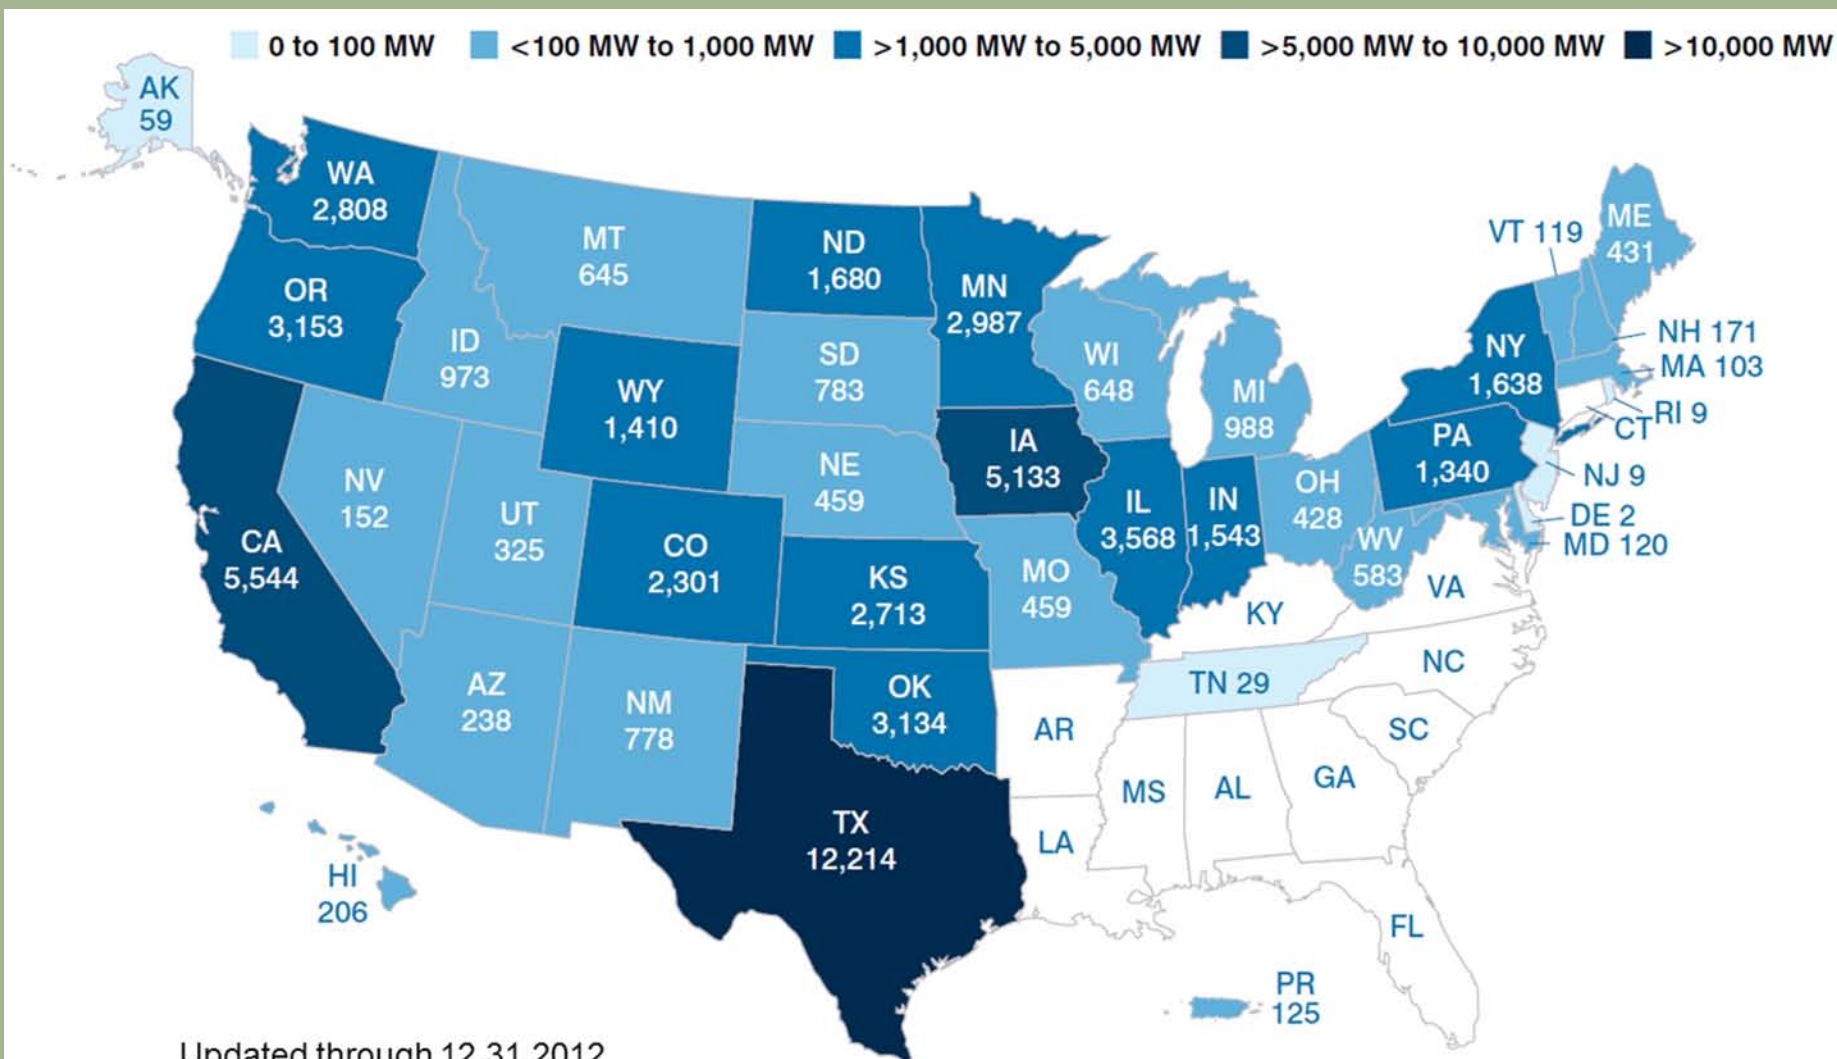 0 to 100 MW <100 MW to 1,000 MW >1,000 MW to 5,000 MW >5,000 MW to 10,000 MW >10,000 MW
AK
59
WA
2,808
OR
3,153
CA
5,544
NV
152
ID
973
MT
645
WY
1,410
UT
325
CO
2,301
AZ
238
NM
778
ND
1,680
SD
783
NE
459
KS
2,713
OK
3,134
TX
12,214
MN
2,987
IA
5,133
MO
459
AR
LA
WI
648
IL
3,568
MI
988
IN
1,543
OH
428
KY
TN 29
MS
AL
GA
FL
SC
NC
VA
WV
583
PA
1,340
NY
1,638
VT 119
ME
431
NH 171
MA 103
RI 9
CT
NJ 9
DE 2
MD 120
HI
206
PR
125
Updated through 12.31.2012